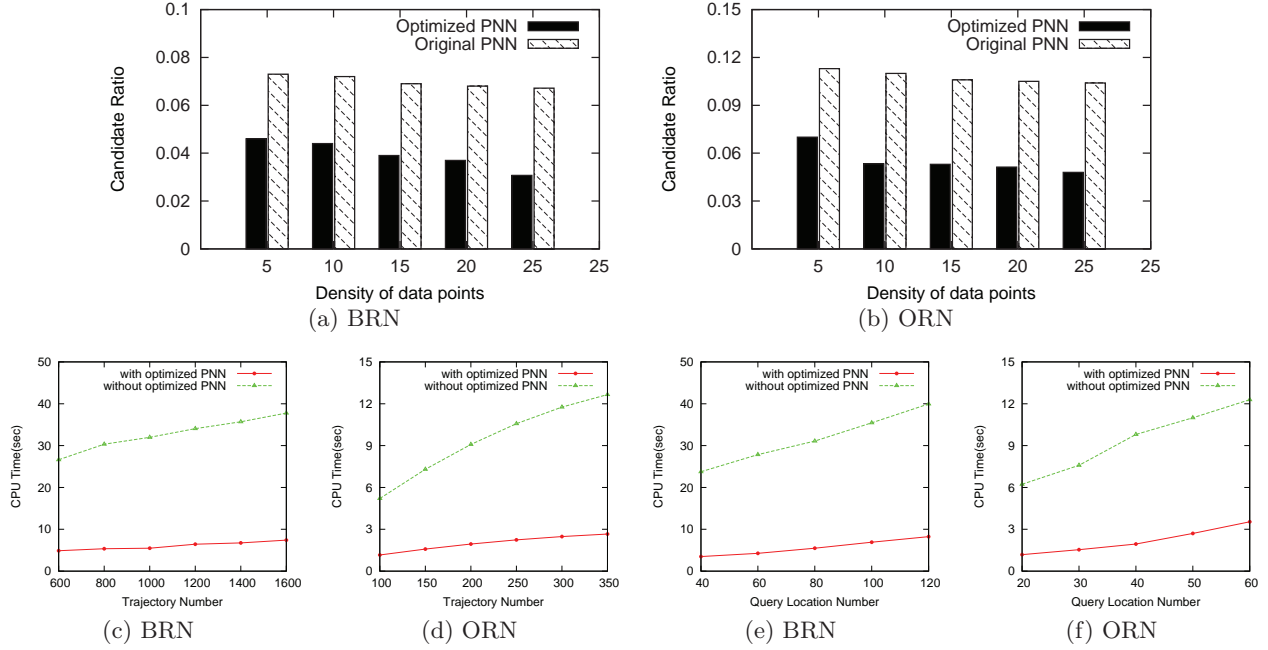 0.1
0.08
0.06
0.04
0.02
0
Candidate Ratio
Optimized PNN
Original PNN
5 10 15 20 25 25
Density of data points
(a) BRN
0.15
0.12
0.09
0.06
0.03
0
Candidate Ratio
Optimized PNN
Original PNN
5 10 15 20 25 25
Density of data points
(b) ORN
50
40
30
20
10
0
CPU Time(sec)
with optimized PNN
without optimized PNN
600 800 1000 1200 1400 1600
Trajectory Number
(c) BRN
15
12
9
6
3
0
CPU Time(sec)
with optimized PNN
without optimized PNN
100 150 200 250 300 350
Trajectory Number
(d) ORN
50
40
30
20
10
0
CPU Time(sec)
with optimized PNN
without optimized PNN
40 60 80 100 120
Query Location Number
(e) BRN
15
12
9
6
3
0
CPU Time(sec)
with optimized PNN
without optimized PNN
20 30 40 50 60
Query Location Number
(f) ORN